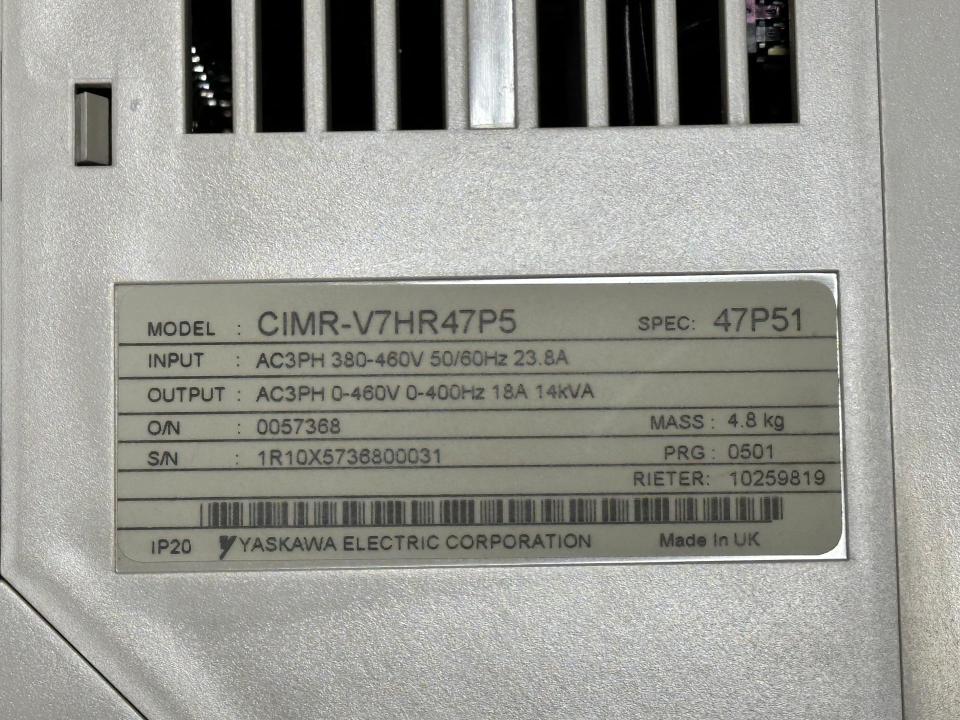 MODEL : CIMR-V7HR47P5 SPEC: 47P51
INPUT : AC3PH 380-460V 50/60Hz 23.8A
OUTPUT : AC3PH 0-460V 0-400Hz 18A 14kVA
O/N : 0057368 MASS : 4.8 kg
S/N : 1R10X5736800031 PRG : 0501
RIETER: 10259819
IP20 YASKAWA ELECTRIC CORPORATION Made In UK